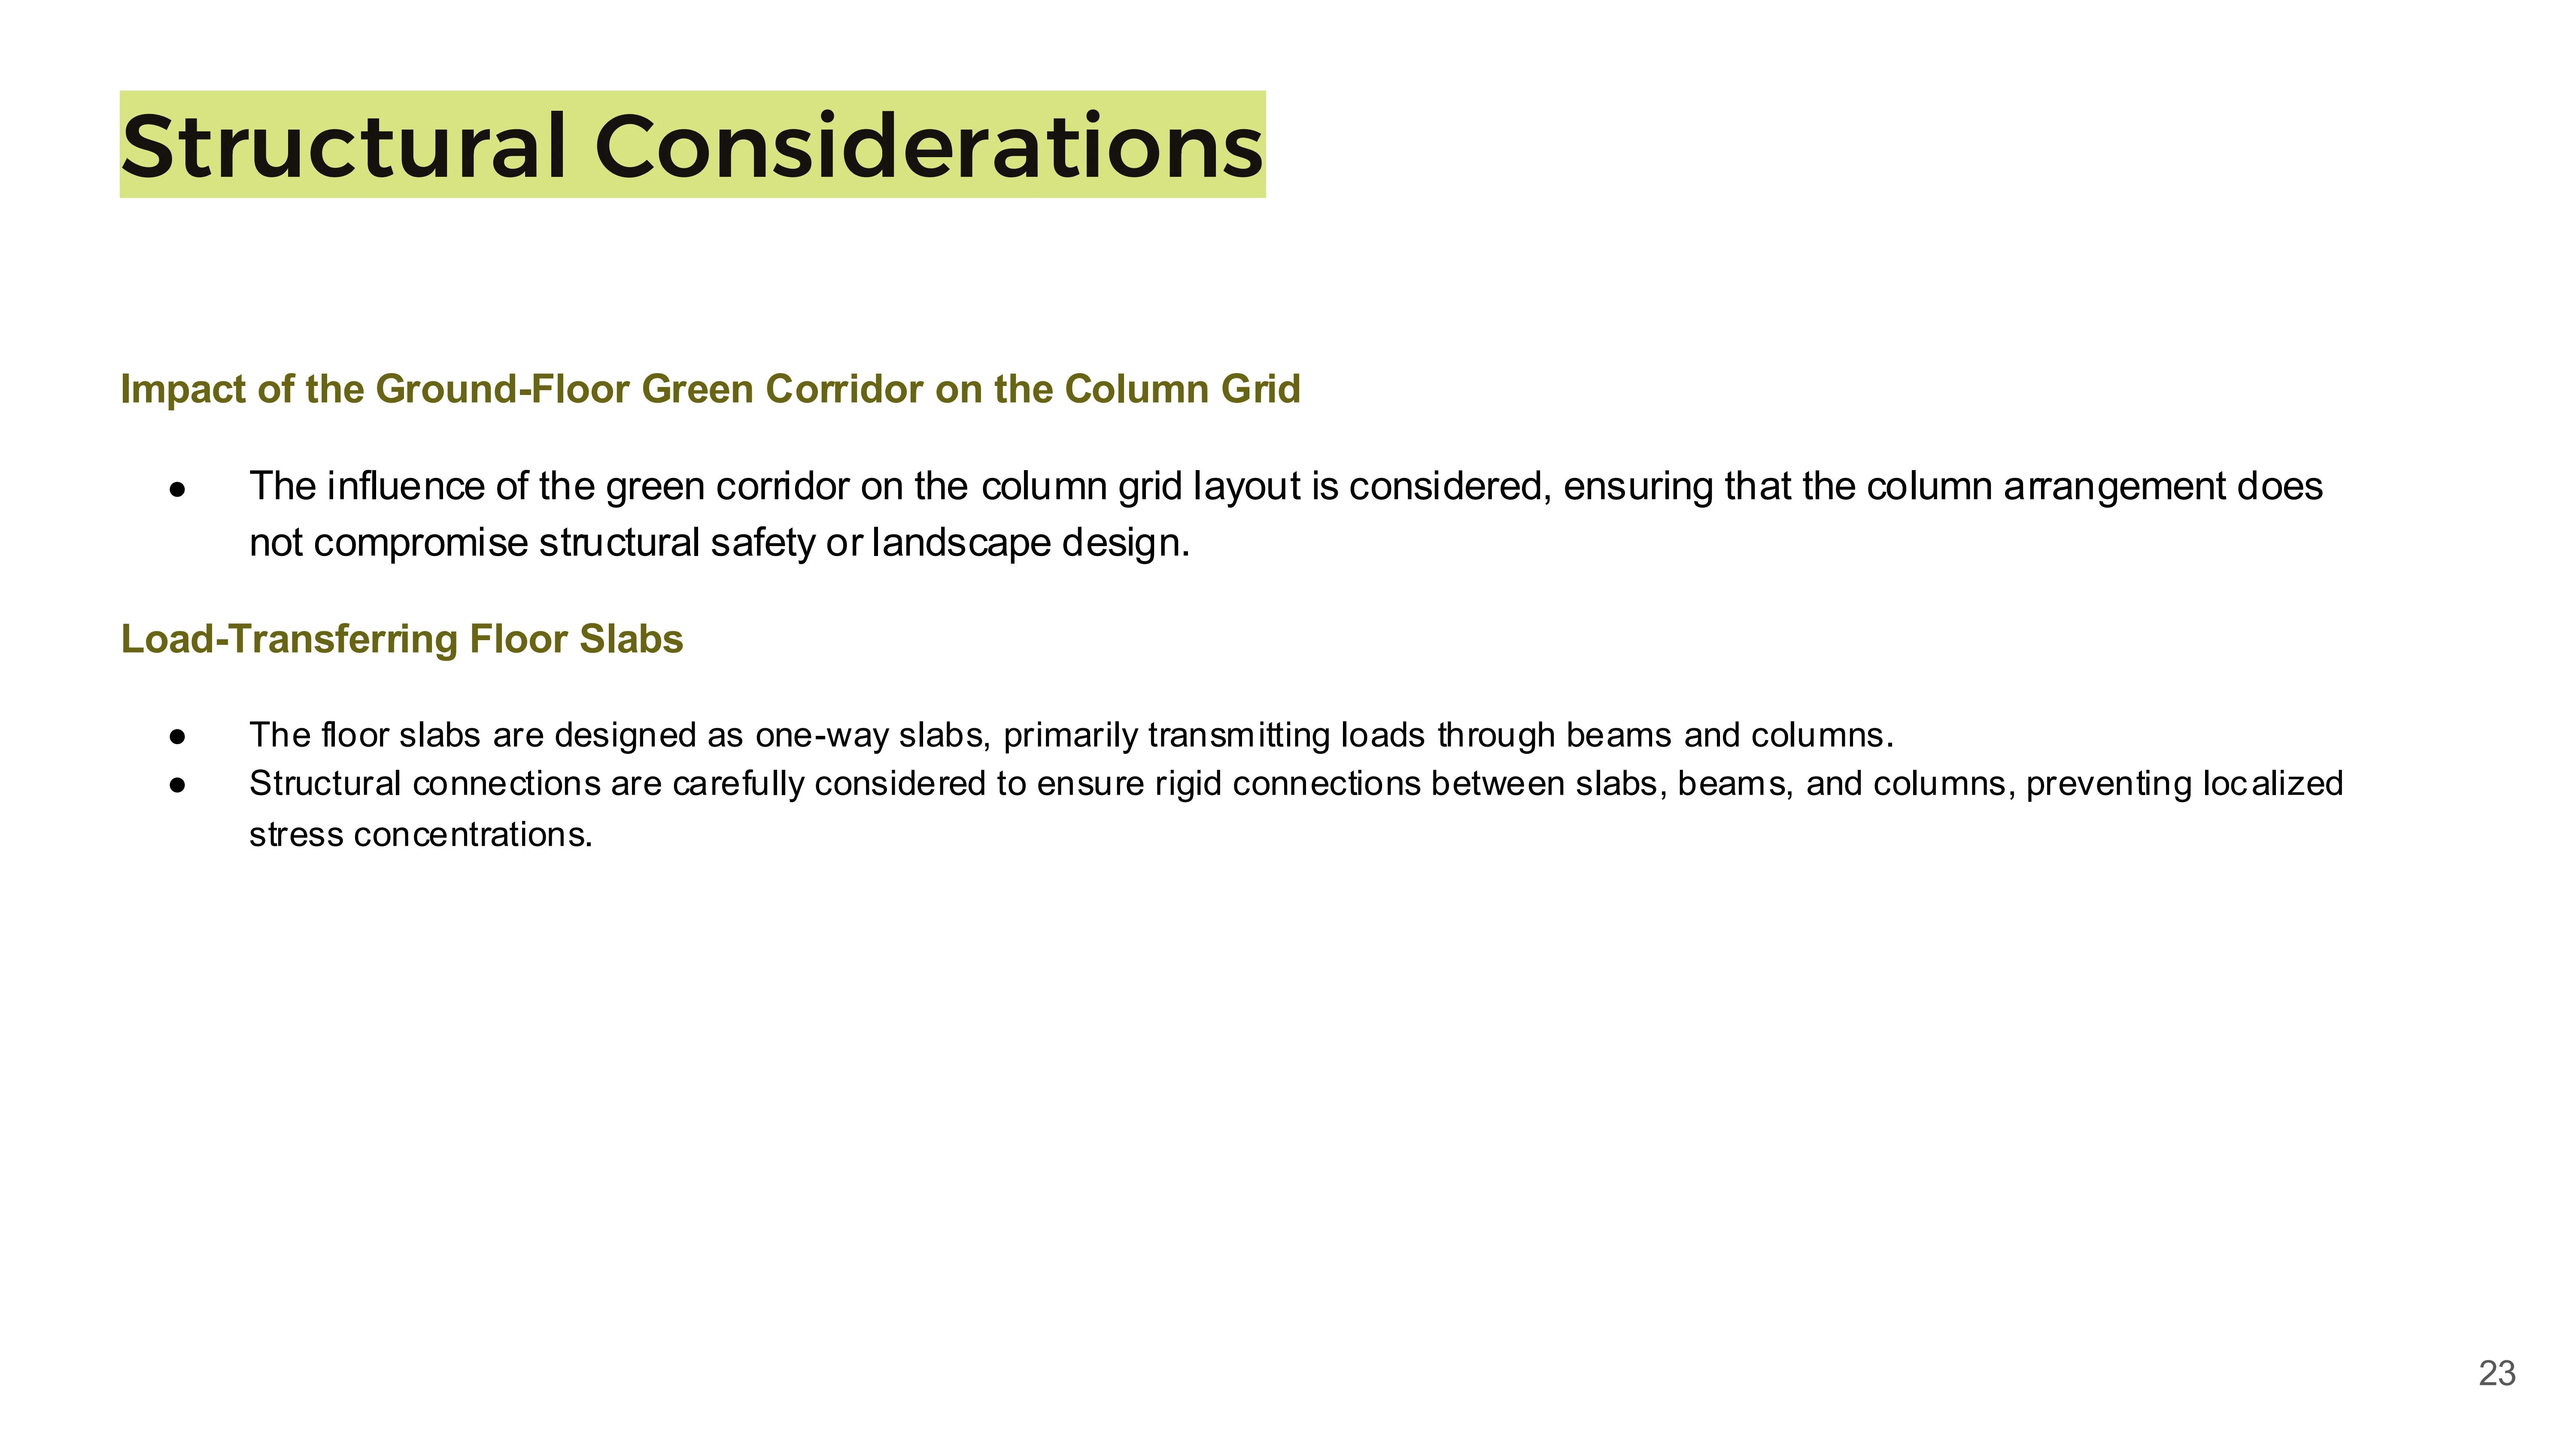 Structural Considerations
Impact of the Ground-Floor Green Corridor on the Column Grid
● The influence of the green corridor on the column grid layout is considered, ensuring that the column arrangement does
not compromise structural safety or landscape design.
Load-Transferring Floor Slabs
● The floor slabs are designed as one-way slabs, primarily transmitting loads through beams and columns.
● Structural connections are carefully considered to ensure rigid connections between slabs, beams, and columns, preventing localized
stress concentrations.
23